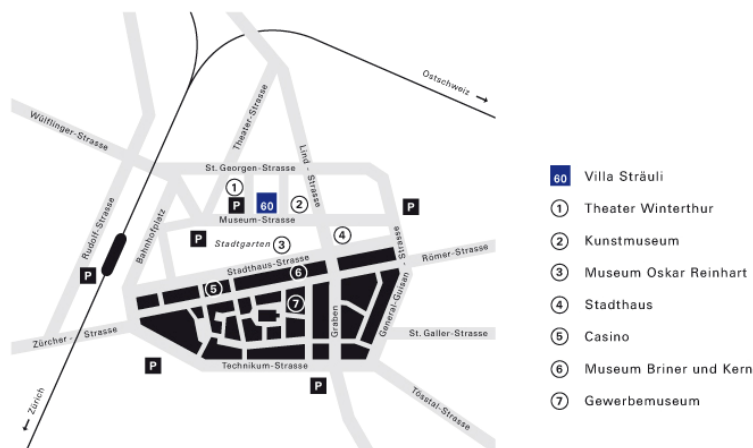 Ostschweiz
Wülflinger-Strasse
Theater-Strasse
Lind - Strasse
St. Georgen-Strasse
1
P
60
2
P
Museum-Strasse
Rudolf-Strasse
Bahnhofplatz
P
Stadtgarten 3
4
General-Guisan - Strasse
Römer-Strasse
P
Stadthaus-Strasse
6
5
7
Graben
Zürcher - Strasse
St. Galler-Strasse
P
Technikum-Strasse
P
Tösstal-Strasse
Zürich
60 Villa Sträuli
1 Theater Winterthur
2 Kunstmuseum
3 Museum Oskar Reinhart
4 Stadthaus
5 Casino
6 Museum Briner und Kern
7 Gewerbemuseum